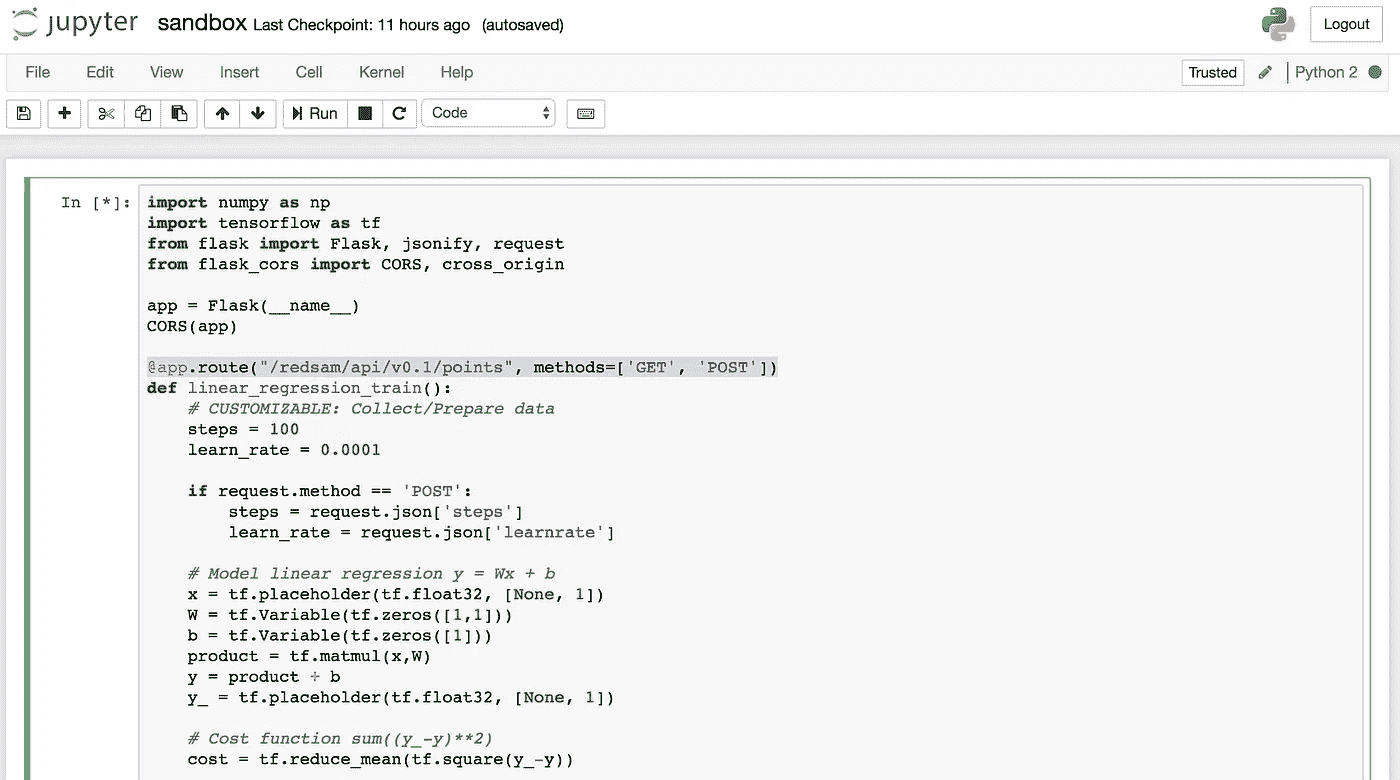 jupyter sandbox Last Checkpoint: 11 hours ago (autosaved) Logout
File Edit View Insert Cell Kernel Help Trusted Python 2
Run Code
In [*]:
import numpy as np
import tensorflow as tf
from flask import Flask, jsonify, request
from flask_cors import CORS, cross_origin

app = Flask(__name__)
CORS(app)

@app.route("/redsam/api/v0.1/points", methods=['GET', 'POST'])
def linear_regression_train():
    # CUSTOMIZABLE: Collect/Prepare data
    steps = 100
    learn_rate = 0.0001

    if request.method == 'POST':
        steps = request.json['steps']
        learn_rate = request.json['learnrate']

    # Model linear regression y = Wx + b
    x = tf.placeholder(tf.float32, [None, 1])
    W = tf.Variable(tf.zeros([1,1]))
    b = tf.Variable(tf.zeros([1]))
    product = tf.matmul(x,W)
    y = product + b
    y_ = tf.placeholder(tf.float32, [None, 1])

    # Cost function sum((y_-y)**2)
    cost = tf.reduce_mean(tf.square(y_-y))